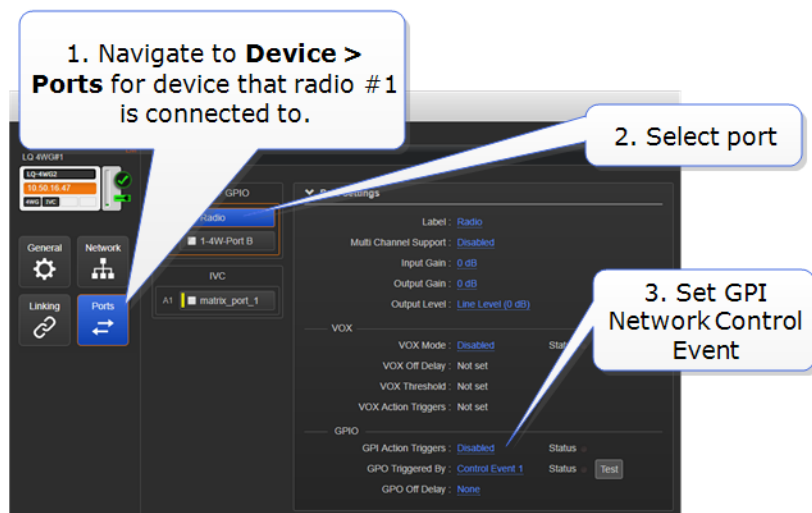 1. Navigate to Device >
Ports for device that radio #1
is connected to.
2. Select port
LQ 4WG#1
LQ-4WG2
10.50.16.47
4WG IVC
General
Network
Linking
Ports
GPIO
Radio
1-4W-Port B
IVC
A1 matrix_port_1
Settings
Label : Radio
Multi Channel Support : Disabled
Input Gain : 0 dB
Output Gain : 0 dB
Output Level : Line Level (0 dB)
3. Set GPI
Network Control
Event
VOX
VOX Mode : Disabled
VOX Off Delay : Not set
VOX Threshold : Not set
VOX Action Triggers : Not set
GPIO
GPI Action Triggers : Disabled Status
GPO Triggered By : Control Event 1 Status Test
GPO Off Delay : None